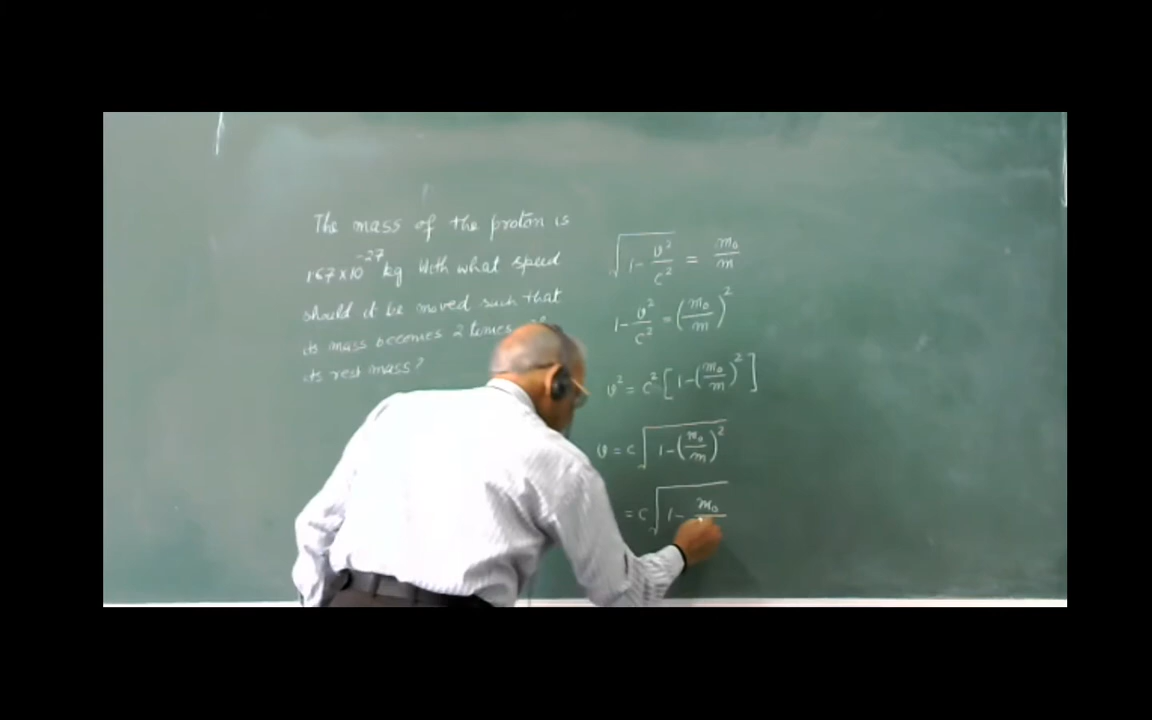 The mass of the proton is
1.67×10⁻²⁷ kg With what speed
should it be moved such that
its mass becomes 2 times
its rest mass?
√(1 - v²/c²) = m₀/m
1 - v²/c² = (m₀/m)²
v² = c² [1 - (m₀/m)²]
v = c √(1 - (m₀/m)²)
= c √(1 - m₀